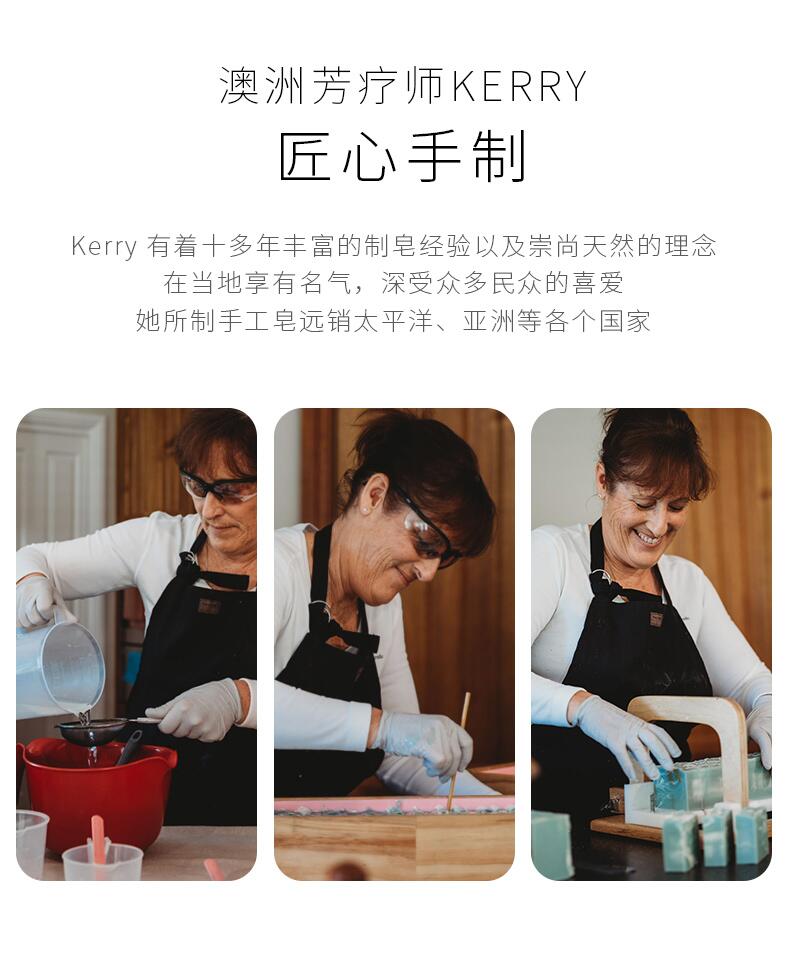 澳洲芳疗师KERRY
匠心手制
Kerry 有着十多年丰富的制皂经验以及崇尚天然的理念
在当地享有名气，深受众多民众的喜爱
她所制手工皂远销太平洋、亚洲等各个国家